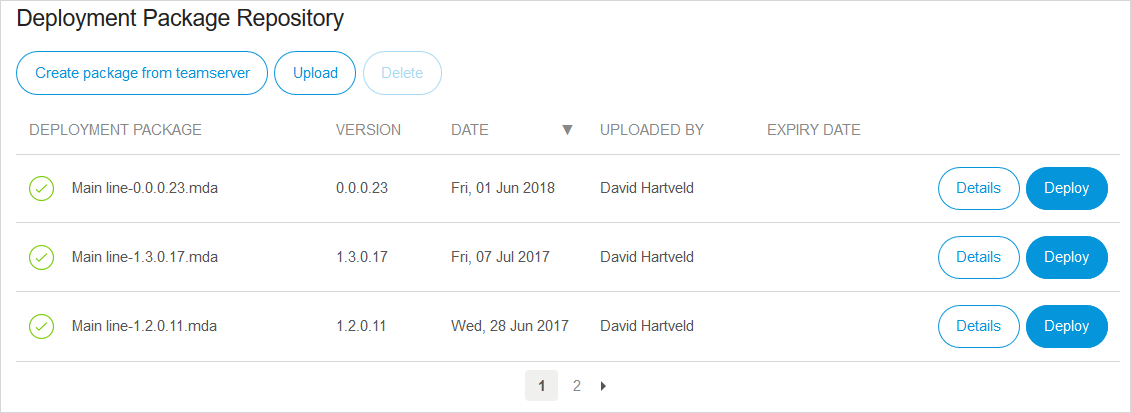 Deployment Package Repository
Create package from teamserver Upload Delete
DEPLOYMENT PACKAGE VERSION DATE UPLOADED BY EXPIRY DATE
Main line-0.0.0.23.mda 0.0.0.23 Fri, 01 Jun 2018 David Hartveld Details Deploy
Main line-1.3.0.17.mda 1.3.0.17 Fri, 07 Jul 2017 David Hartveld Details Deploy
Main line-1.2.0.11.mda 1.2.0.11 Wed, 28 Jun 2017 David Hartveld Details Deploy
1 2